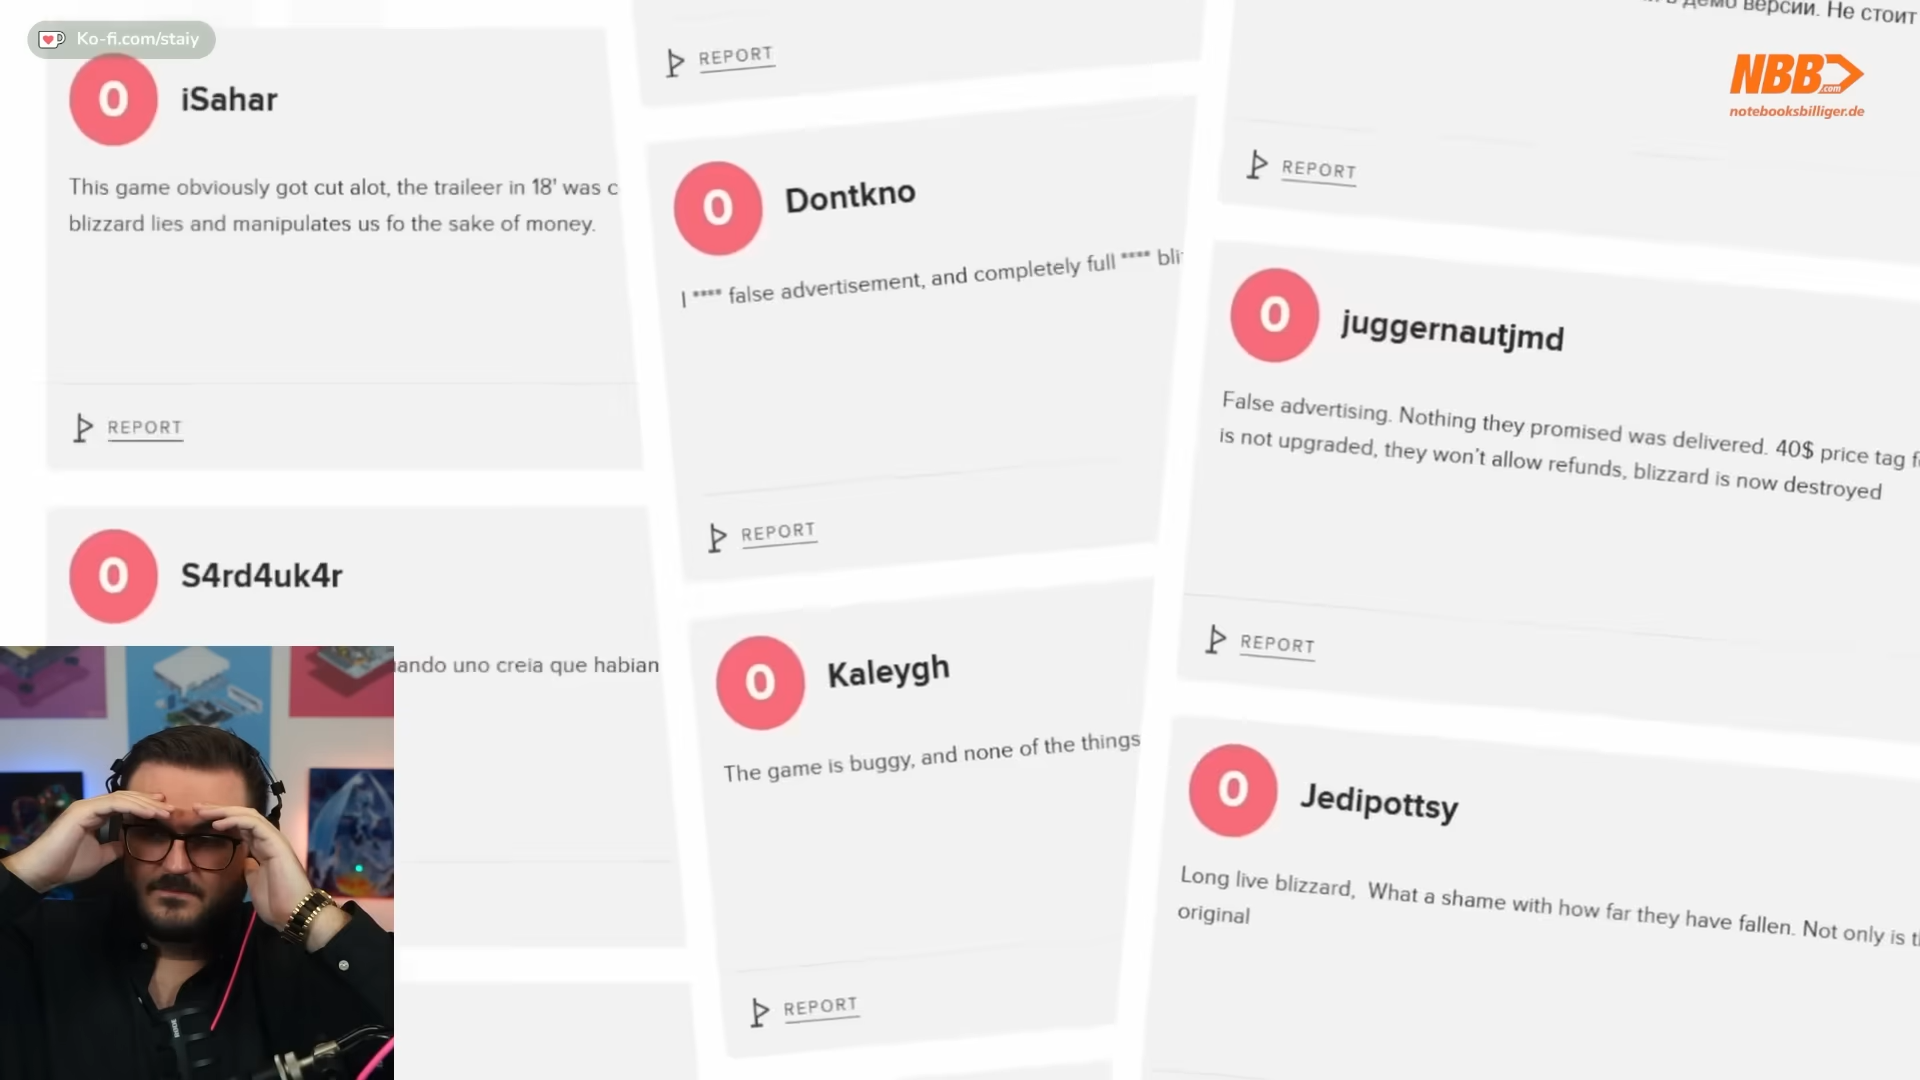 Ko-fi.com/staiy
0 iSahar
This game obviously got cut alot, the traileer in 18' was c
blizzard lies and manipulates us fo the sake of money.
REPORT
0 S4rd4uk4r
uando uno creia que habian
REPORT
0 Dontkno
I **** false advertisement, and completely full **** bli
REPORT
0 Kaleygh
The game is buggy, and none of the things
REPORT
версии. Не стоит
NBB.com
notebooksbilliger.de
REPORT
0 juggernautjmd
False advertising. Nothing they promised was delivered. 40$ price tag f
is not upgraded, they won't allow refunds, blizzard is now destroyed
REPORT
0 Jedipottsy
Long live blizzard, What a shame with how far they have fallen. Not only is t
original